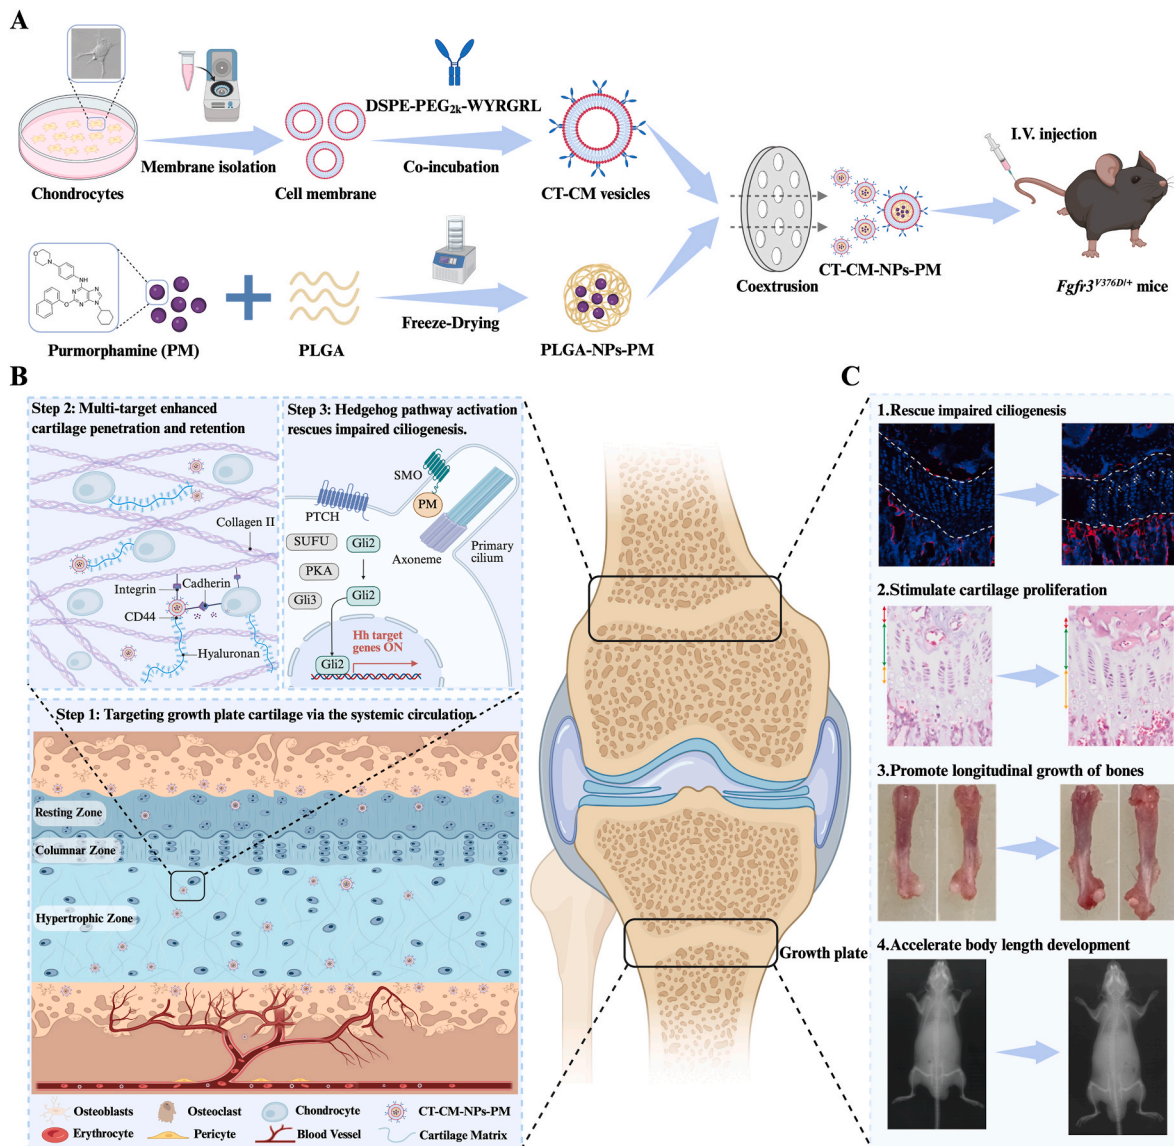 A
DSPE-PEG2k-WYRGRL
I.V. injection
Membrane isolation
Co-incubation
Chondrocytes
Cell membrane
CT-CM vesicles
CT-CM-NPs-PM
Coextrusion
Fgfr3V376D/+ mice
O
N
NH
N
N
O
N
N
Freeze-Drying
Purmorphamine (PM)
PLGA
PLGA-NPs-PM
B
Step 2: Multi-target enhanced
cartilage penetration and retention
Collagen II
Integrin
Cadherin
CD44
Hyaluronan
Step 3: Hedgehog pathway activation
rescues impaired ciliogenesis.
SMO
PM
PTCH
SUFU
Gli2
Axoneme
Primary
cilium
PKA
Gli3
Gli2
Hh target
genes ON
Gli2
Step 1: Targeting growth plate cartilage via the systemic circulation
Resting Zone
Columnar Zone
Hypertrophic Zone
Osteoblasts
Osteoclast
Chondrocyte
CT-CM-NPs-PM
Erythrocyte
Pericyte
Blood Vessel
Cartilage Matrix
Growth plate
C
1.Rescue impaired ciliogenesis
2.Stimulate cartilage proliferation
3.Promote longitudinal growth of bones
4.Accelerate body length development